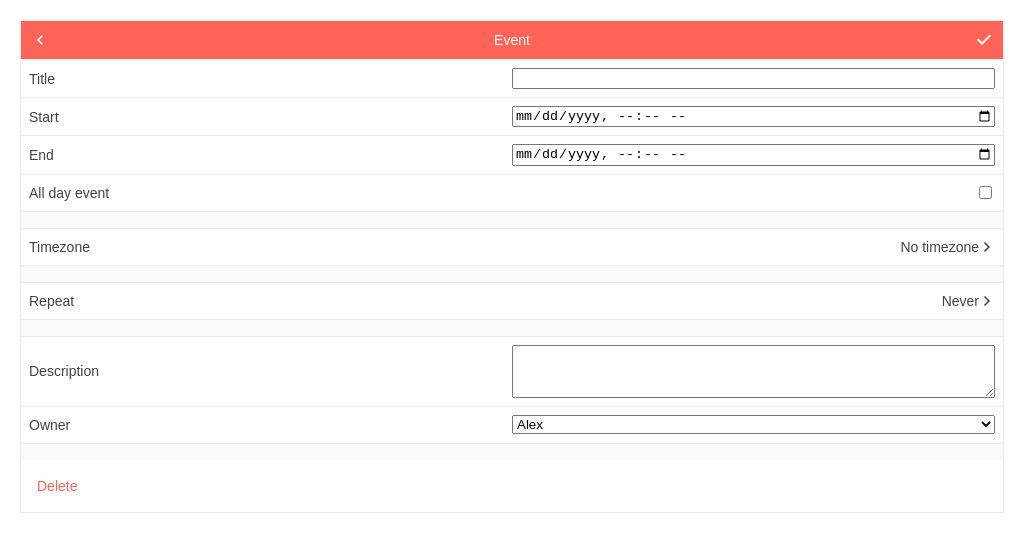 Event
Title
Start mm/dd/yyyy, --:-- --
End mm/dd/yyyy, --:-- --
All day event
Timezone No timezone
Repeat Never
Description
Owner Alex
Delete